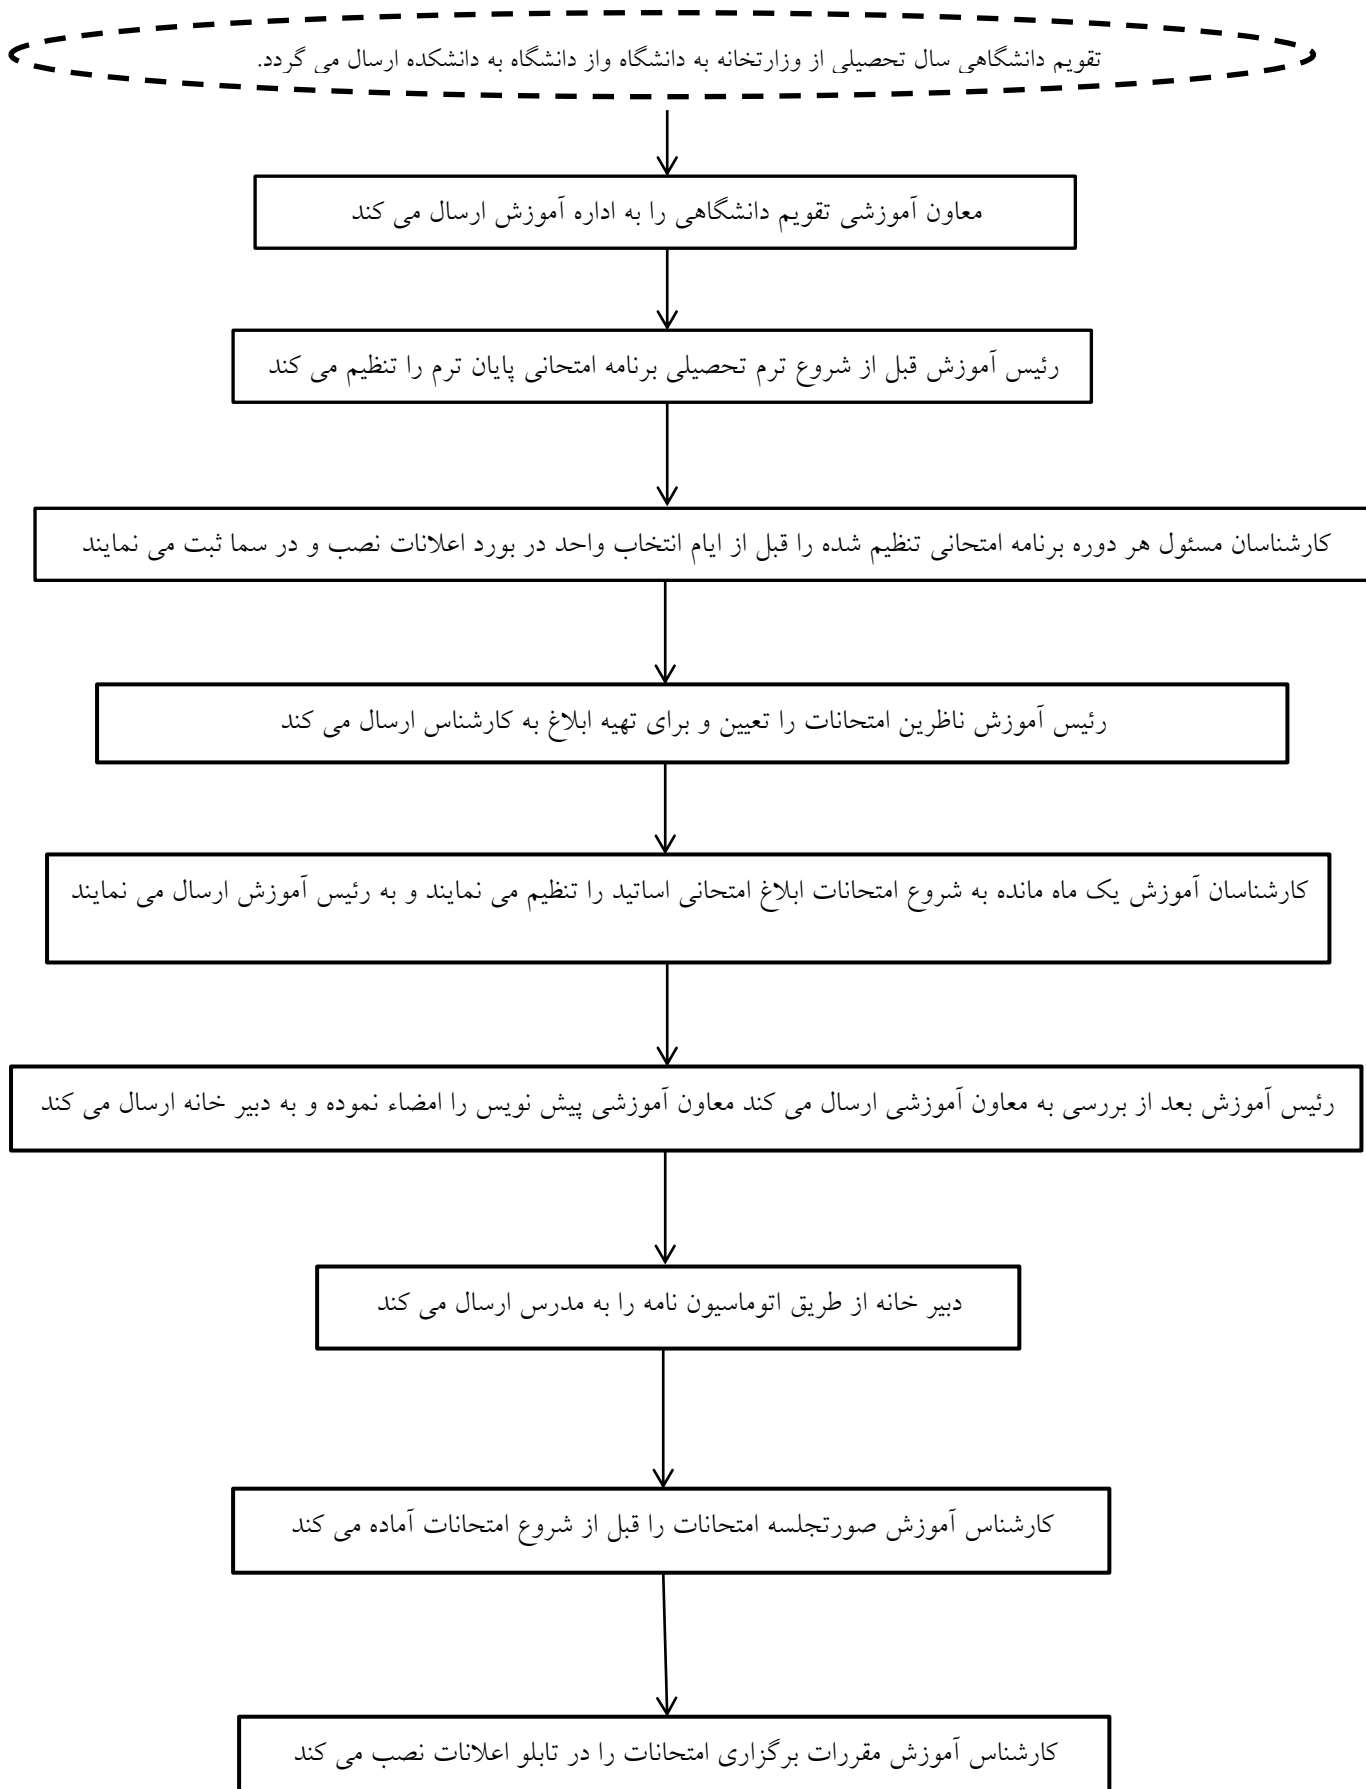 تقویم دانشگاهی سال تحصیلی از وزارتخانه به دانشگاه واز دانشگاه به دانشکده ارسال می گردد.
معاون آموزشی تقویم دانشگاهی را به اداره آموزش ارسال می کند
رئیس آموزش قبل از شروع ترم تحصیلی برنامه امتحانی پایان ترم را تنظیم می کند
کارشناسان مسئول هر دوره برنامه امتحانی تنظیم شده را قبل از ایام انتخاب واحد در بورد اعلانات نصب و در سما ثبت می نمایند
رئیس آموزش ناظرین امتحانات را تعیین و برای تهیه ابلاغ به کارشناس ارسال می کند
کارشناسان آموزش یک ماه مانده به شروع امتحانات ابلاغ امتحانی اساتید را تنظیم می نمایند و به رئیس آموزش ارسال می نمایند
رئیس آموزش بعد از بررسی به معاون آموزشی ارسال می کند معاون آموزشی پیش نویس را امضاء نموده و به دبیر خانه ارسال می کند
دبیر خانه از طریق اتوماسیون نامه را به مدرس ارسال می کند
کارشناس آموزش صورتجلسه امتحانات را قبل از شروع امتحانات آماده می کند
کارشناس آموزش مقررات برگزاری امتحانات را در تابلو اعلانات نصب می کند